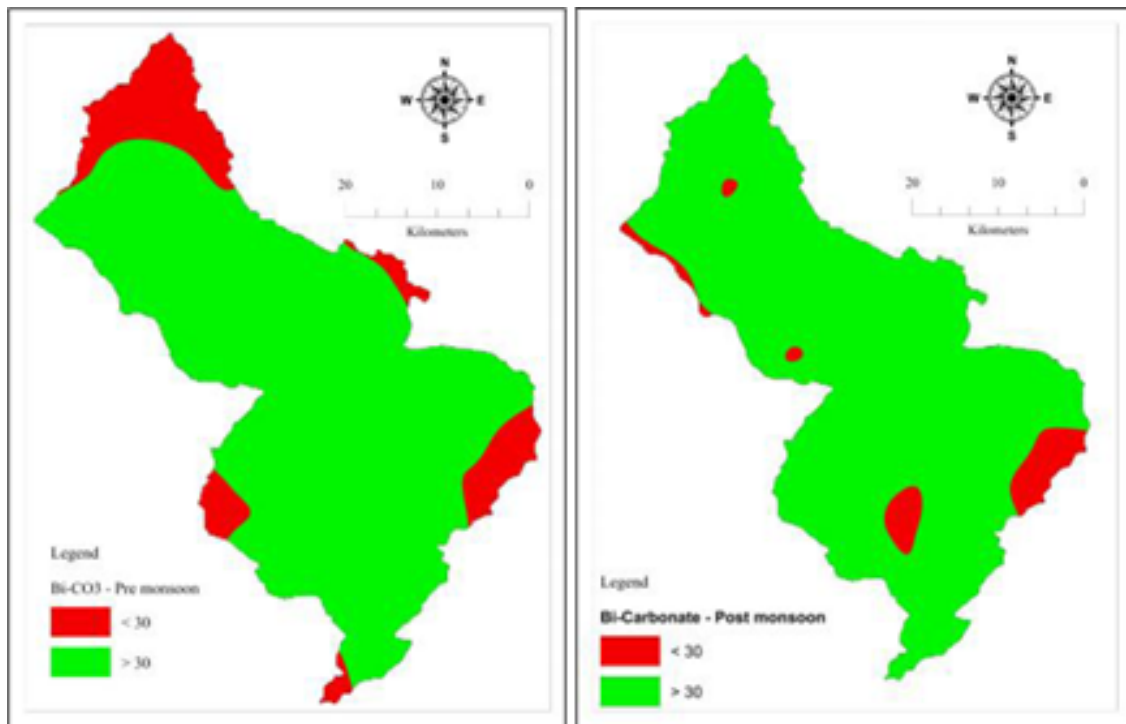 N
W E
S
20 10 0
Kilometers
Legend
Bi-CO3 - Pre monsoon
< 30
> 30
N
W E
S
20 10 0
Kilometers
Legend
Bi-Carbonate - Post monsoon
< 30
> 30